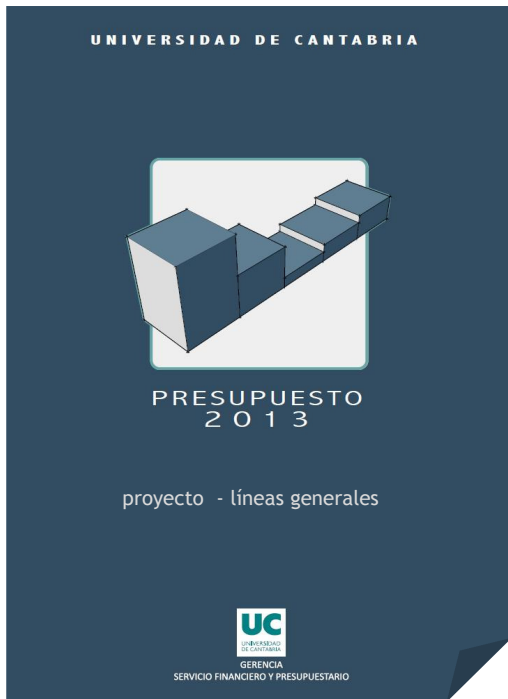 UNIVERSIDAD DE CANTABRIA
PRESUPUESTO
2013
proyecto - líneas generales
UC
UNIVERSIDAD
DE CANTABRIA
GERENCIA
SERVICIO FINANCIERO Y PRESUPUESTARIO